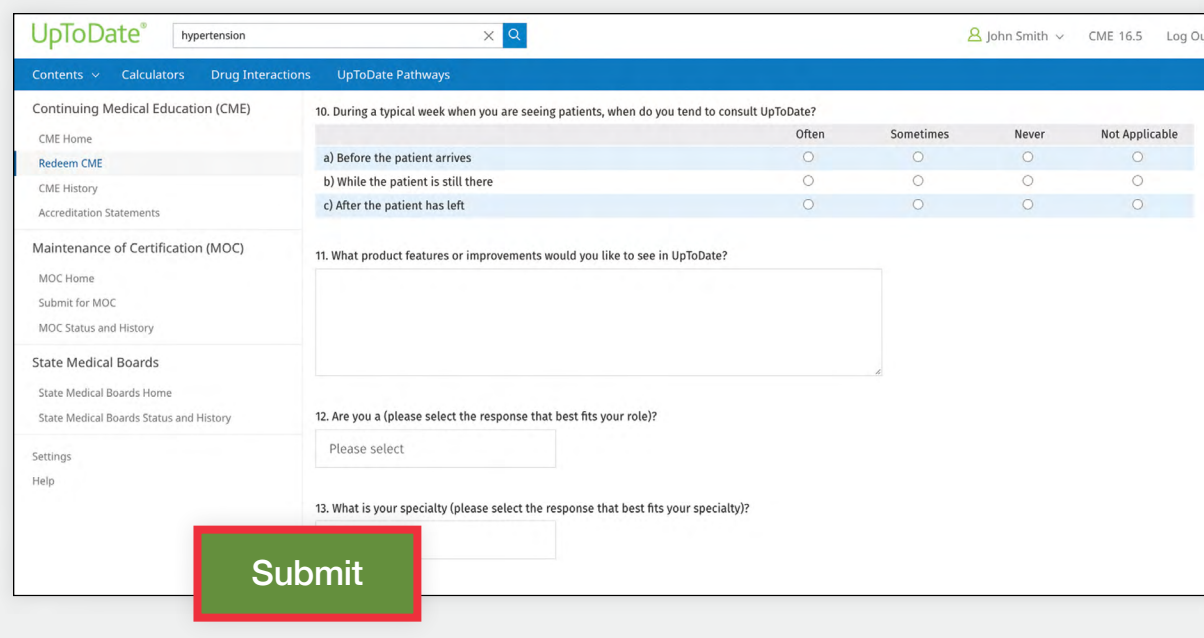 UpToDate®
hypertension
John Smith
CME 16.5
Contents
Calculators
Drug Interactions
UpToDate Pathways
Continuing Medical Education (CME)
CME Home
Redeem CME
CME History
Accreditation Statements
Maintenance of Certification (MOC)
MOC Home
Submit for MOC
MOC Status and History
State Medical Boards
State Medical Boards Home
State Medical Boards Status and History
Settings
Help
10. During a typical week when you are seeing patients, when do you tend to consult UpToDate?
Often Sometimes Never Not Applicable
a) Before the patient arrives
b) While the patient is still there
c) After the patient has left
11. What product features or improvements would you like to see in UpToDate?
12. Are you a (please select the response that best fits your role)?
Please select
13. What is your specialty (please select the response that best fits your specialty)?
Submit